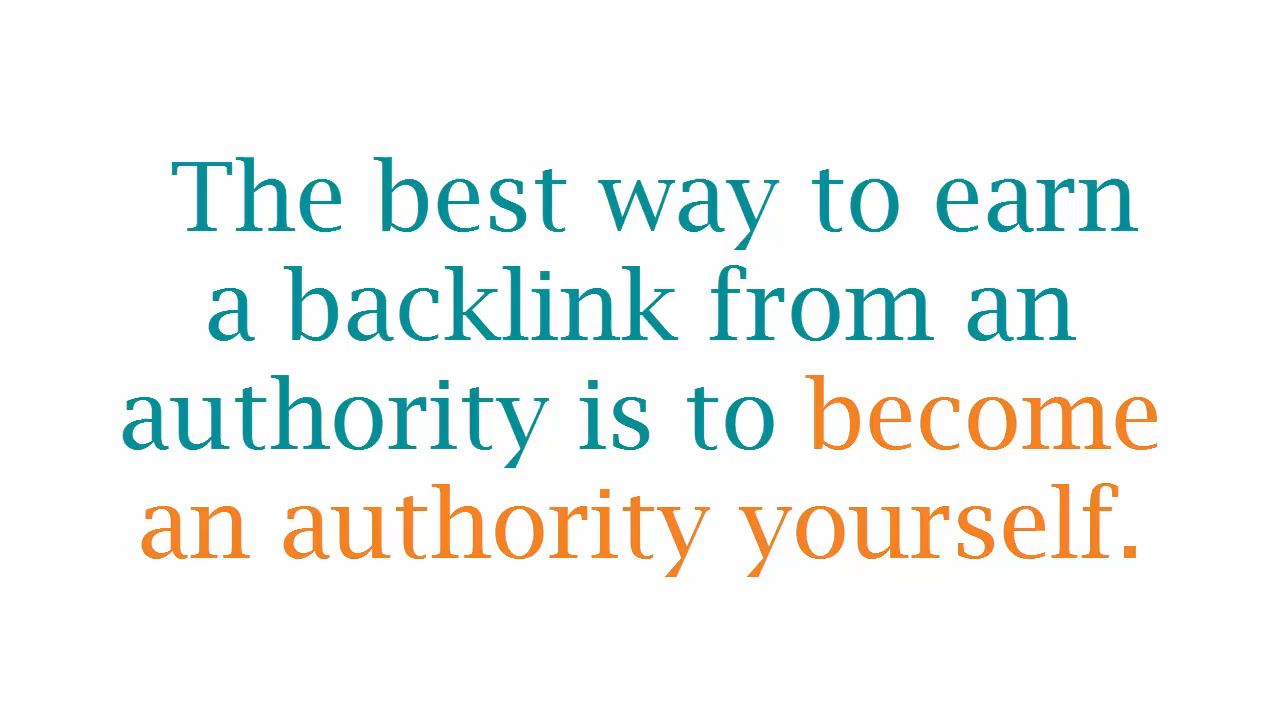 The best way to earn
a backlink from an
authority is to become
an authority yourself.